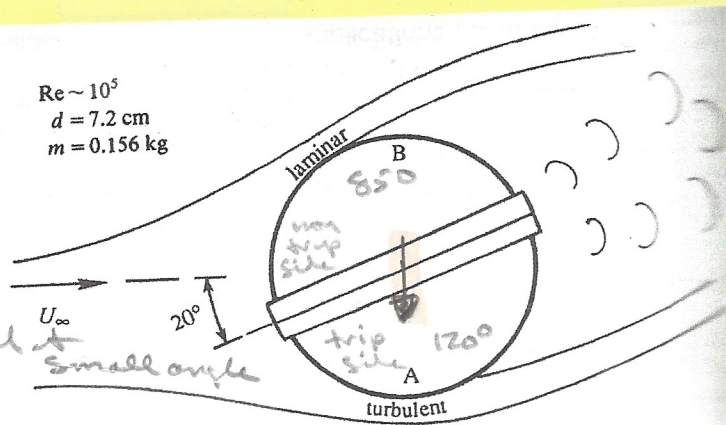 Re ~ 10⁵
d = 7.2 cm
m = 0.156 kg
laminar
B
850
non
trip
side
U∞
20°
small angle
trip
side
120°
A
turbulent